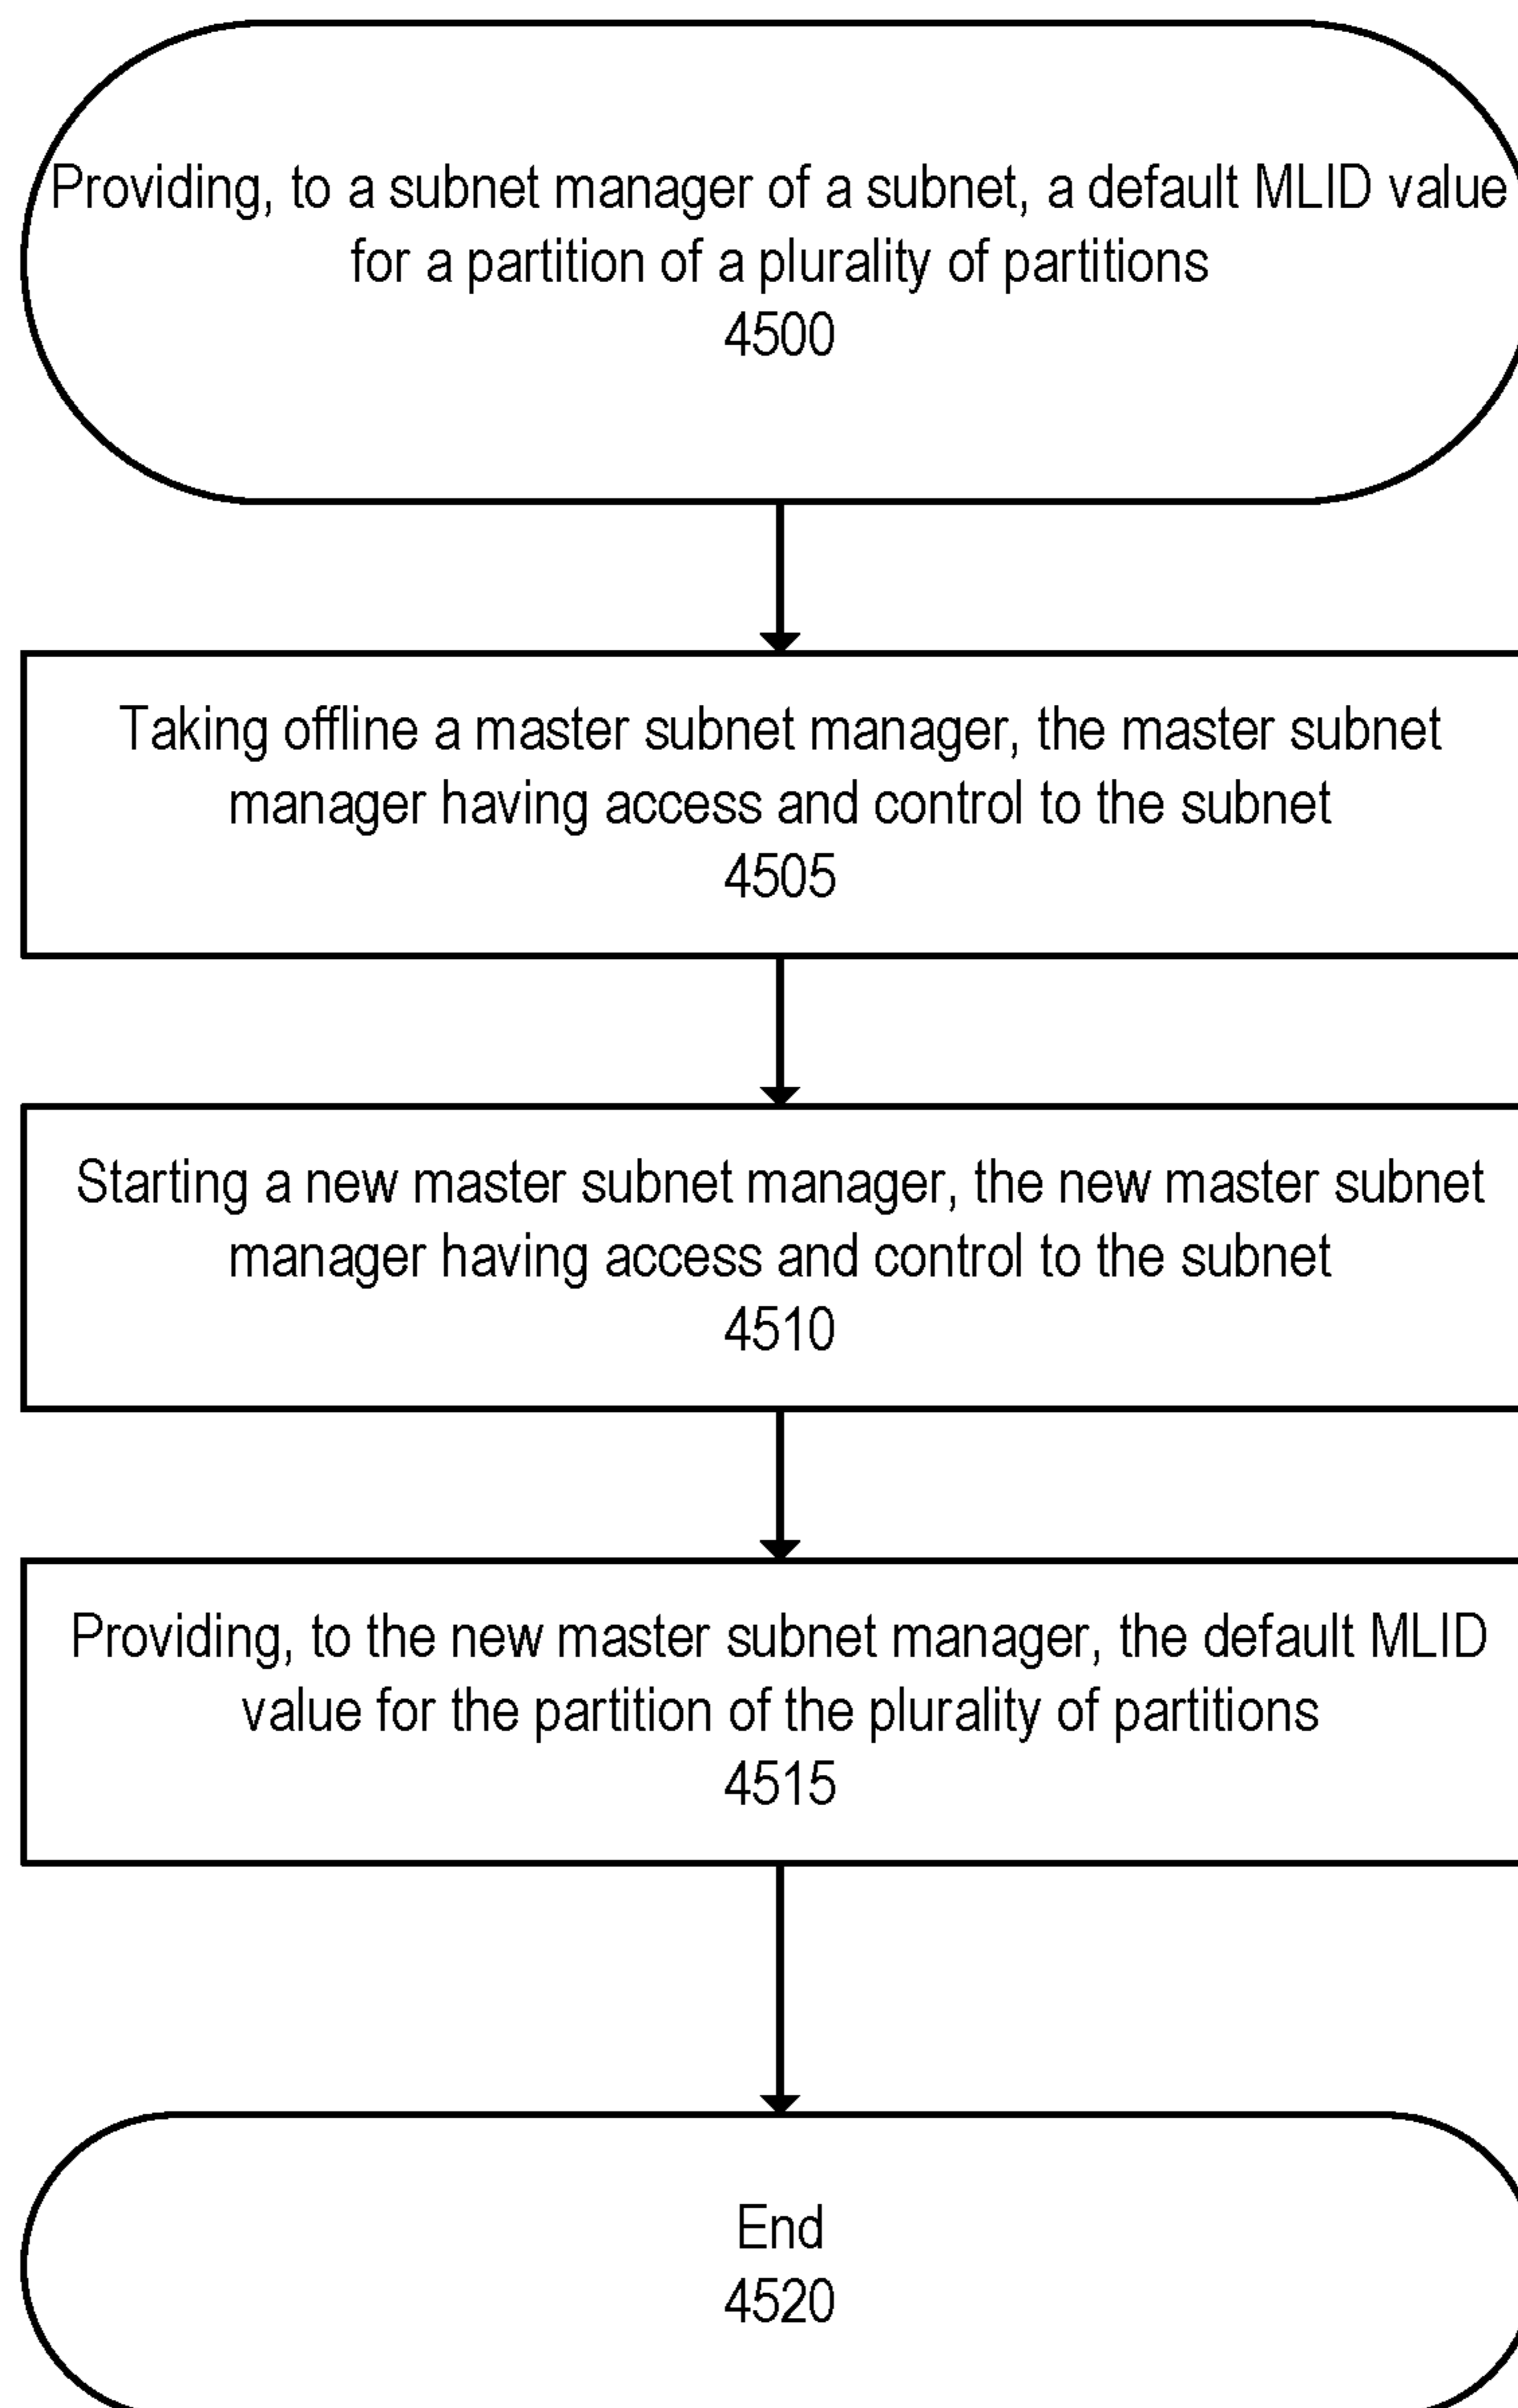 Providing, to a subnet manager of a subnet, a default MLID value
for a partition of a plurality of partitions
4500
Taking offline a master subnet manager, the master subnet
manager having access and control to the subnet
4505
Starting a new master subnet manager, the new master subnet
manager having access and control to the subnet
4510
Providing, to the new master subnet manager, the default MLID
value for the partition of the plurality of partitions
4515
End
4520